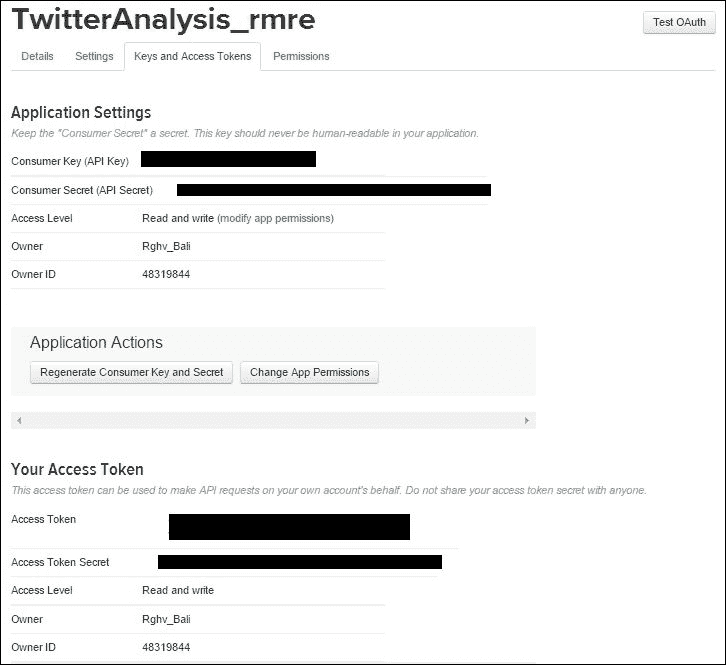 TwitterAnalysis_rmre
Test OAuth
Details Settings Keys and Access Tokens Permissions
Application Settings
Keep the "Consumer Secret" a secret. This key should never be human-readable in your application.
Consumer Key (API Key)
Consumer Secret (API Secret)
Access Level Read and write (modify app permissions)
Owner Rghv_Bali
Owner ID 48319844
Application Actions
Regenerate Consumer Key and Secret Change App Permissions
Your Access Token
This access token can be used to make API requests on your own account's behalf. Do not share your access token secret with anyone.
Access Token
Access Token Secret
Access Level Read and write
Owner Rghv_Bali
Owner ID 48319844